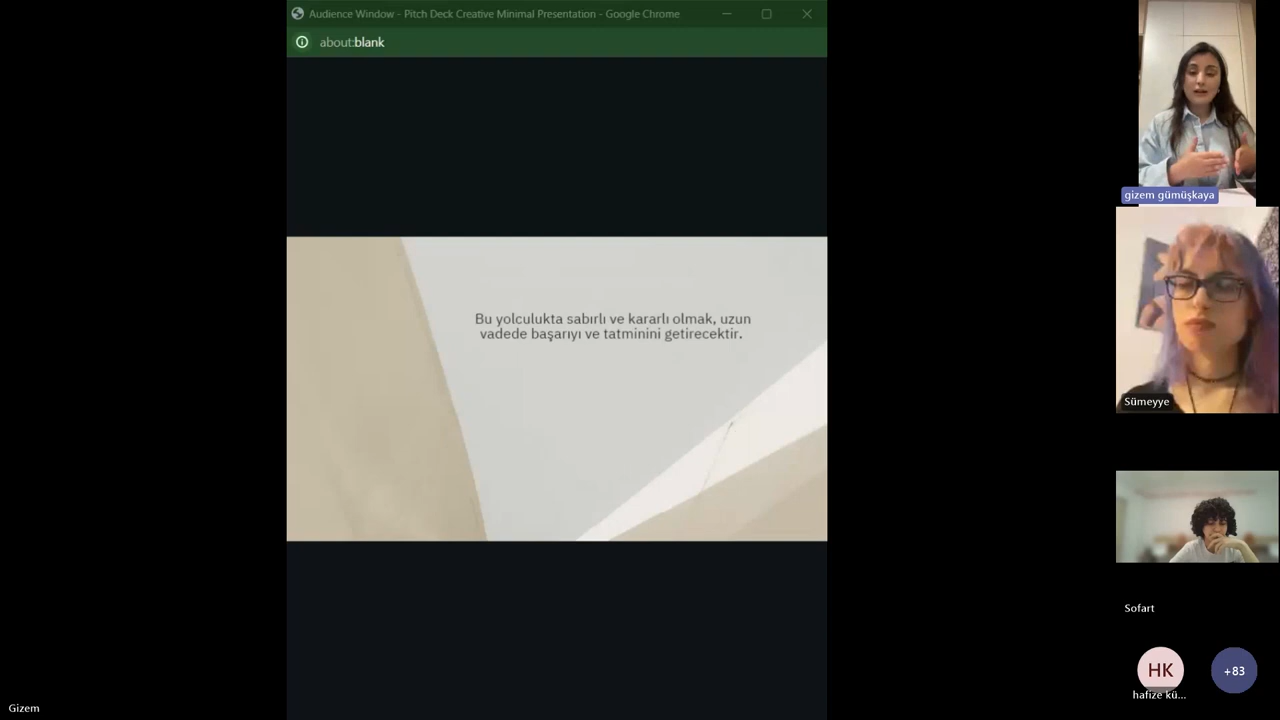 Audience Window - Pitch Deck Creative Minimal Presentation - Google Chrome
about:blank
Bu yolculukta sabırlı ve kararlı olmak, uzun
vadede başarıyı ve tatminini getirecektir.
gizem gümüşkaya
Sümeyye
Sofart
HK
hafize kü...
+83
Gizem